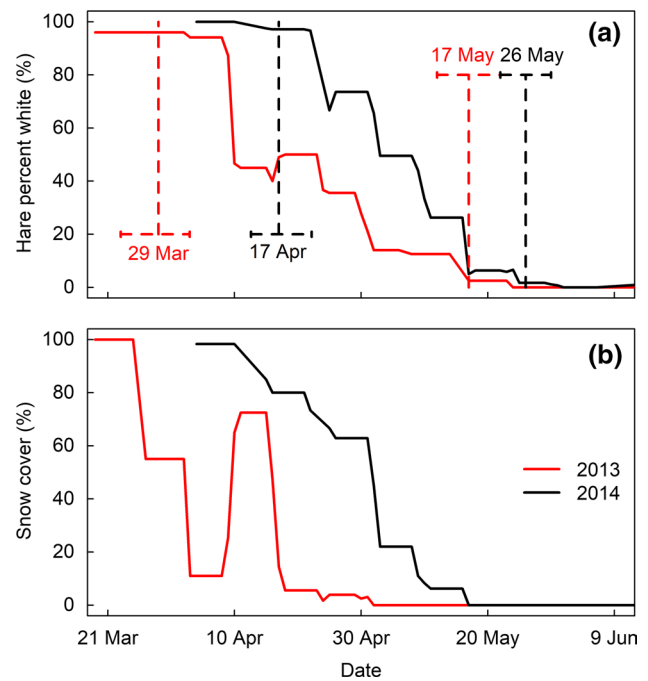 100
80
60
40
20
0
Hare percent white (%)
(a)
17 May
26 May
29 Mar
17 Apr
100
80
60
40
20
0
Snow cover (%)
(b)
2013
2014
21 Mar
10 Apr
30 Apr
20 May
9 Jun
Date